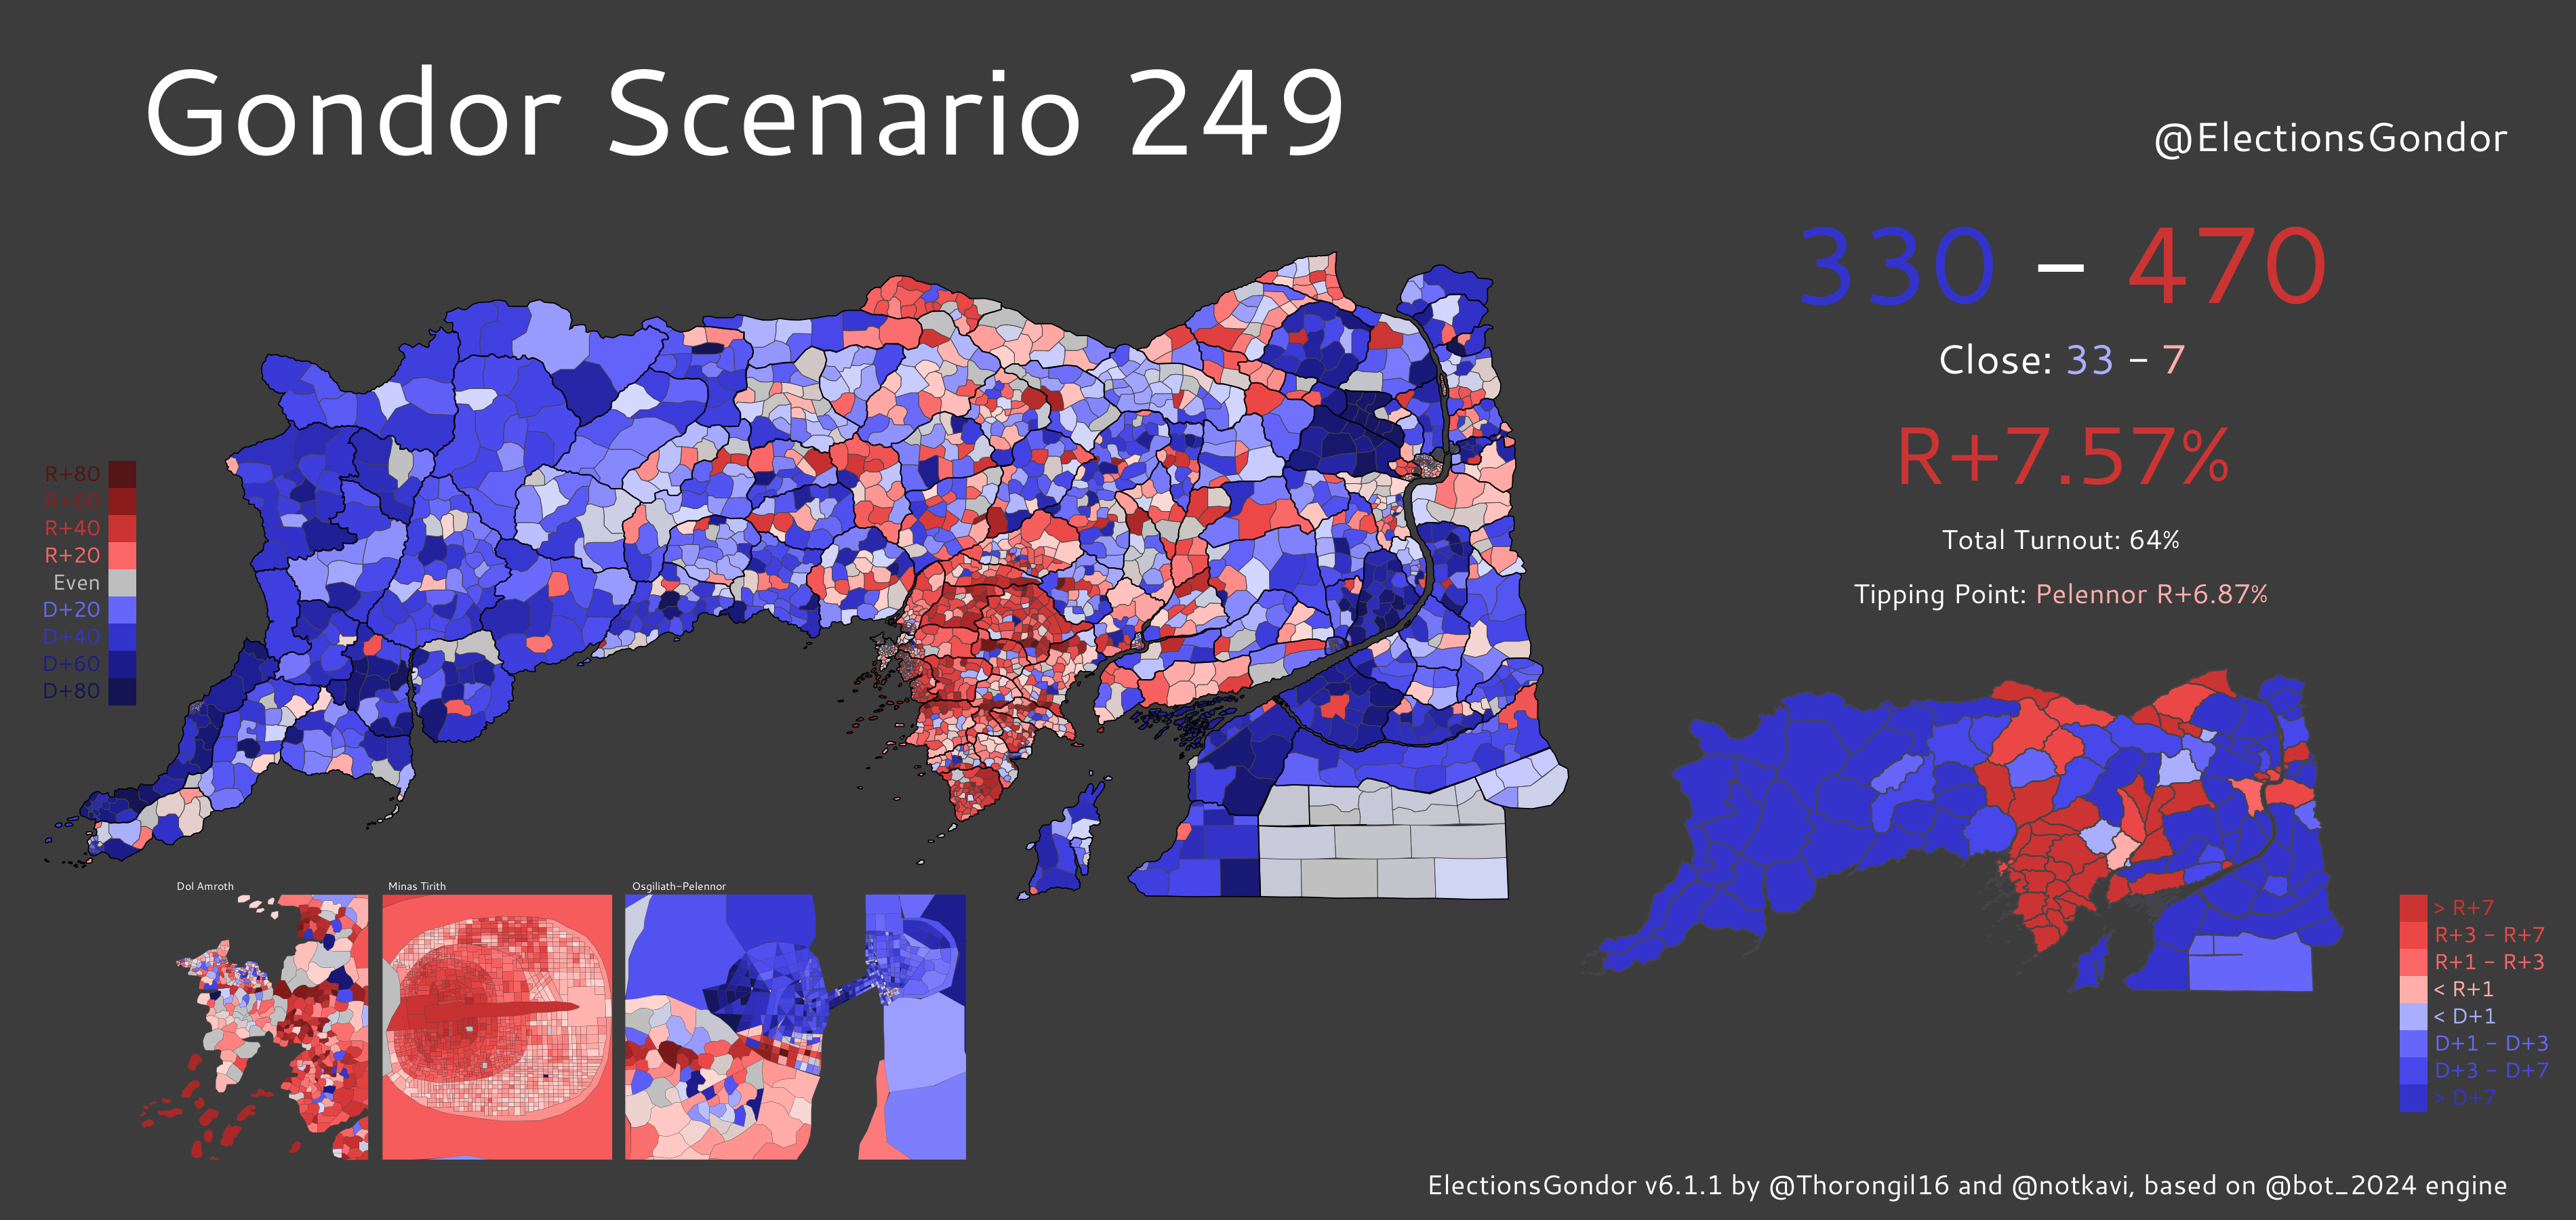 Gondor Scenario 249
@ElectionsGondor
330 – 470
Close: 33 - 7
R+7.57%
Total Turnout: 64%
Tipping Point: Pelennor R+6.87%
R+80
R+60
R+40
R+20
Even
D+20
D+40
D+60
D+80
Dol Amroth
Minas Tirith
Osgiliath-Pelennor
> R+7
R+3 - R+7
R+1 - R+3
< R+1
< D+1
D+1 - D+3
D+3 - D+7
> D+7
ElectionsGondor v6.1.1 by @Thorongil16 and @notkavi, based on @bot_2024 engine